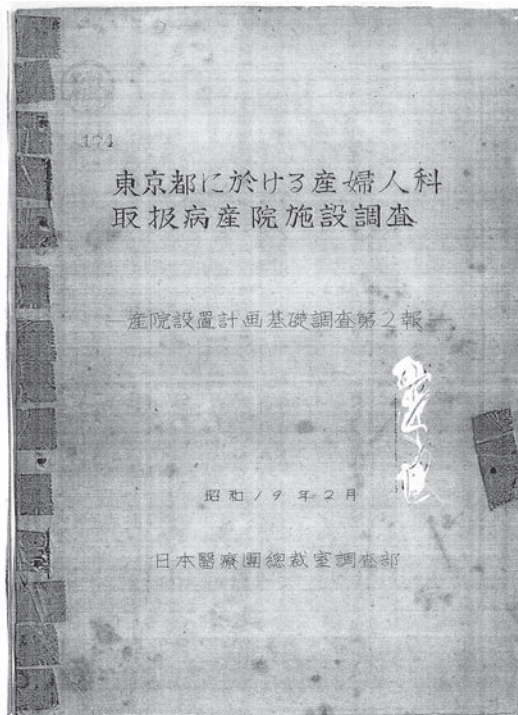 東京都に於ける産婦人科
取扱病産院施設調査
―産院設置計画基礎調査第2報―
昭和19年2月
日本醫療團總裁室調査部